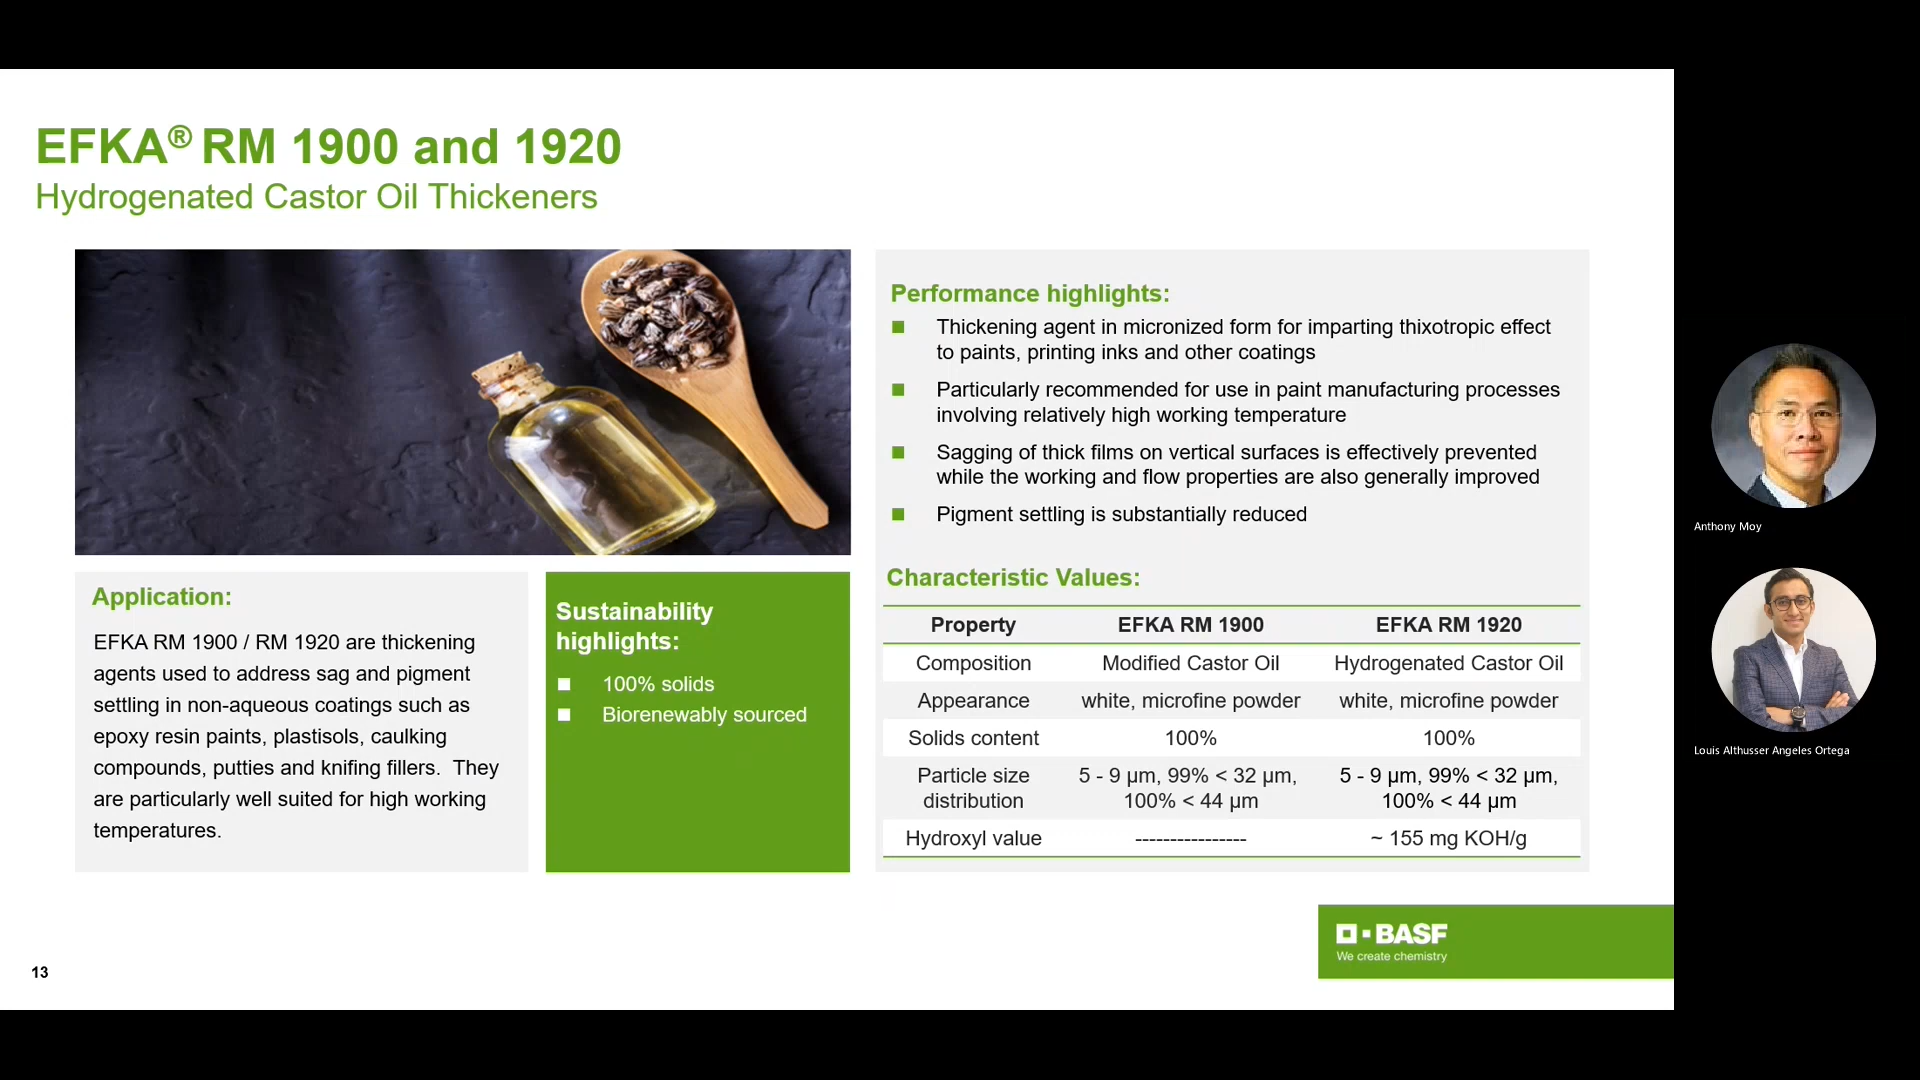 EFKA® RM 1900 and 1920
Hydrogenated Castor Oil Thickeners
Application:
EFKA RM 1900 / RM 1920 are thickening
agents used to address sag and pigment
settling in non-aqueous coatings such as
epoxy resin paints, plastisols, caulking
compounds, putties and knifing fillers.  They
are particularly well suited for high working
temperatures.
Sustainability
highlights:
100% solids
Biorenewably sourced
Performance highlights:
Thickening agent in micronized form for imparting thixotropic effect
to paints, printing inks and other coatings
Particularly recommended for use in paint manufacturing processes
involving relatively high working temperature
Sagging of thick films on vertical surfaces is effectively prevented
while the working and flow properties are also generally improved
Pigment settling is substantially reduced
Characteristic Values:
Property EFKA RM 1900 EFKA RM 1920
Composition Modified Castor Oil Hydrogenated Castor Oil
Appearance white, microfine powder white, microfine powder
Solids content 100% 100%
Particle size 5 - 9 µm, 99% < 32 µm, 5 - 9 µm, 99% < 32 µm,
distribution 100% < 44 µm 100% < 44 µm
Hydroxyl value ---------------- ~ 155 mg KOH/g
BASF
We create chemistry
13
Anthony Moy
Louis Althusser Angeles Ortega